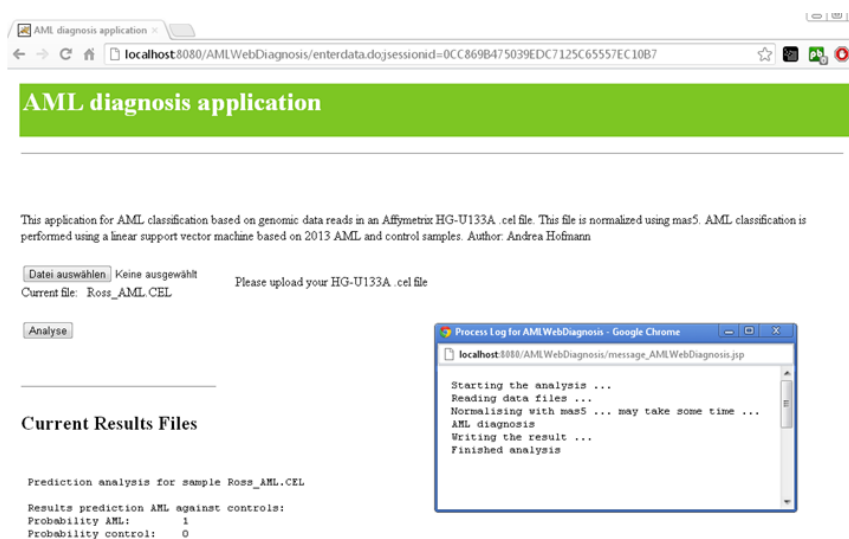 AML diagnosis application
localhost:8080/AMLWebDiagnosis/enterdata.do;jsessionid=0CC869B475039EDC7125C65557EC10B7
AML diagnosis application
This application for AML classification based on genomic data reads in an Affymetrix HG-U133A .cel file. This file is normalized using mas5. AML classification is
performed using a linear support vector machine based on 2013 AML and control samples. Author: Andrea Hofmann
Datei auswählen Keine ausgewählt
Please upload your HG-U133A .cel file
Current file: Ross_AML.CEL
Analyse
Process Log for AMLWebDiagnosis - Google Chrome
localhost:8080/AMLWebDiagnosis/message_AMLWebDiagnosis.jsp
Starting the analysis ...
Reading data files ...
Normalising with mas5 ... may take some time ...
AML diagnosis
Writing the result ...
Finished analysis
Current Results Files
Prediction analysis for sample Ross_AML.CEL
Results prediction AML against controls:
Probability AML: 1
Probability control: 0